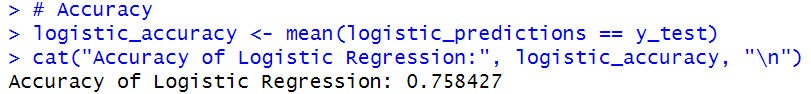 > # Accuracy
> logistic_accuracy <- mean(logistic_predictions == y_test)
> cat("Accuracy of Logistic Regression:", logistic_accuracy, "\n")
Accuracy of Logistic Regression: 0.758427